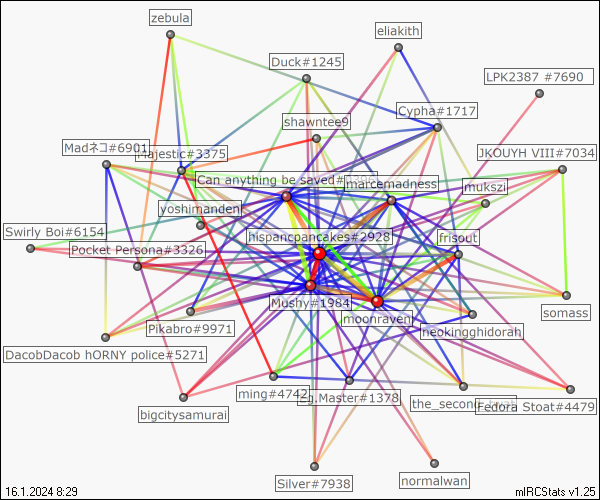 zebula
eliakith
Duck#1245
LPK2387 #7690
Cypha#1717
shawntee9
Madネコ#6901
Majestic#3375
JKOUYH VIII#7034
Can anything be saved#
marcemadness
mukszi
yoshimanden
Swirly Boi#6154
Pocket Persona#3326
hispancpancakes#2928
frisout
Mushy#1984
moonraven
somass
Pikabro#9971
neokingghidorah
DacobDacob hORNY police#5271
ming#4742
Eg.Master#1378
bigcitysamurai
the_second
Fedora Stoat#4479
Silver#7938
normalwan
16.1.2024 8:29
mIRCStats v1.25